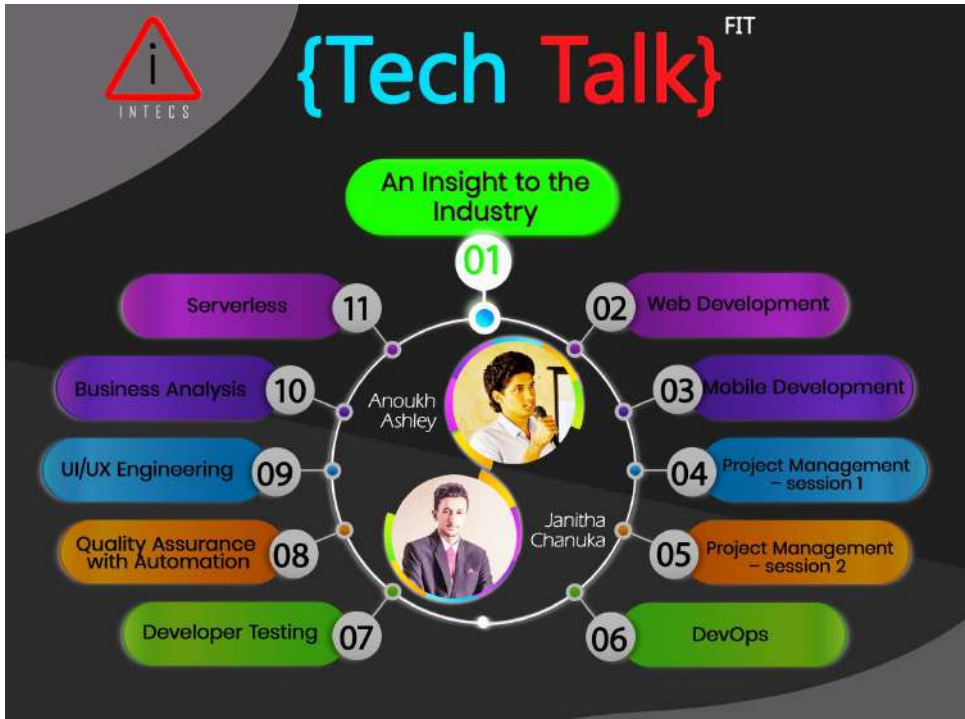 i
INTECS
{Tech Talk}
FIT
An Insight to the
Industry
01
02
Web Development
03
Mobile Development
04
Project Management
– session 1
05
Project Management
– session 2
06
DevOps
Developer Testing
07
Quality Assurance
with Automation
08
UI/UX Engineering
09
Business Analysis
10
Serverless
11
Anoukh
Ashley
Janitha
Chanuka